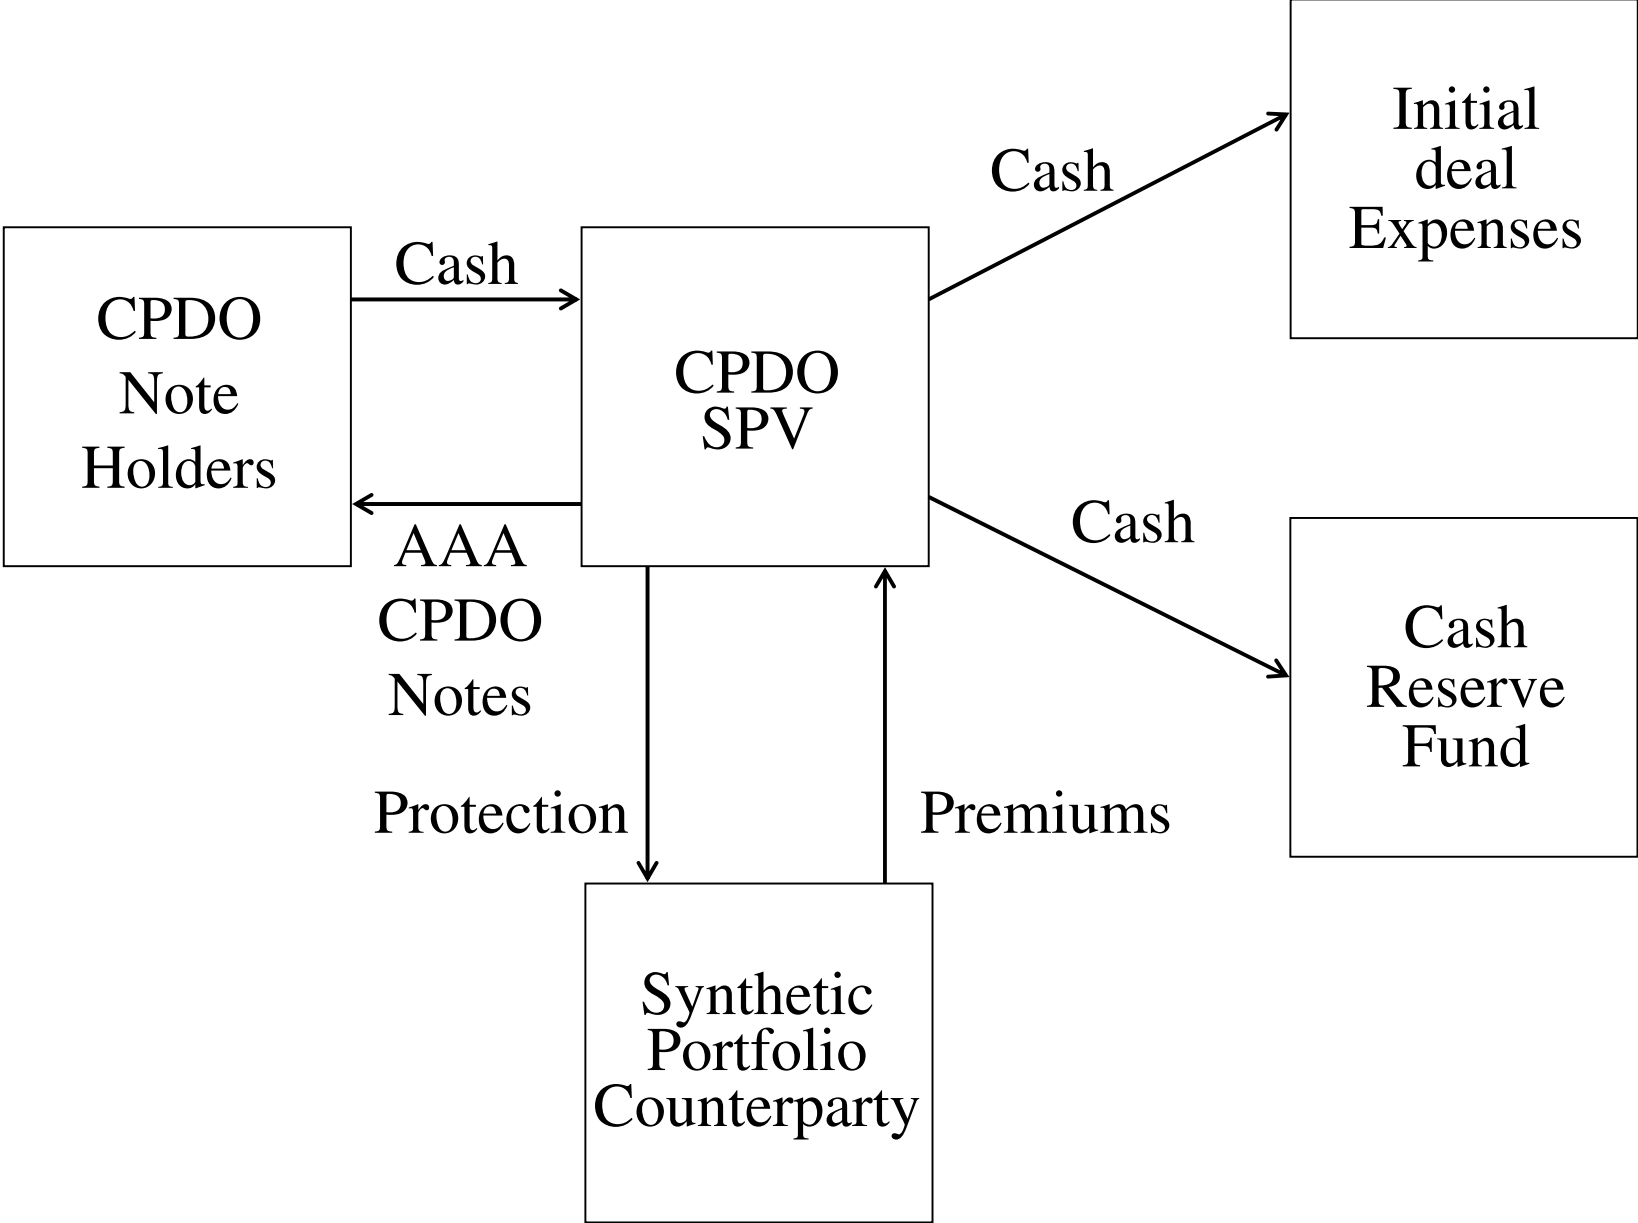 Initial
deal
Expenses
Cash
Cash
CPDO
Note
Holders
CPDO
SPV
AAA
CPDO
Notes
Cash
Cash
Reserve
Fund
Protection
Premiums
Synthetic
Portfolio
Counterparty